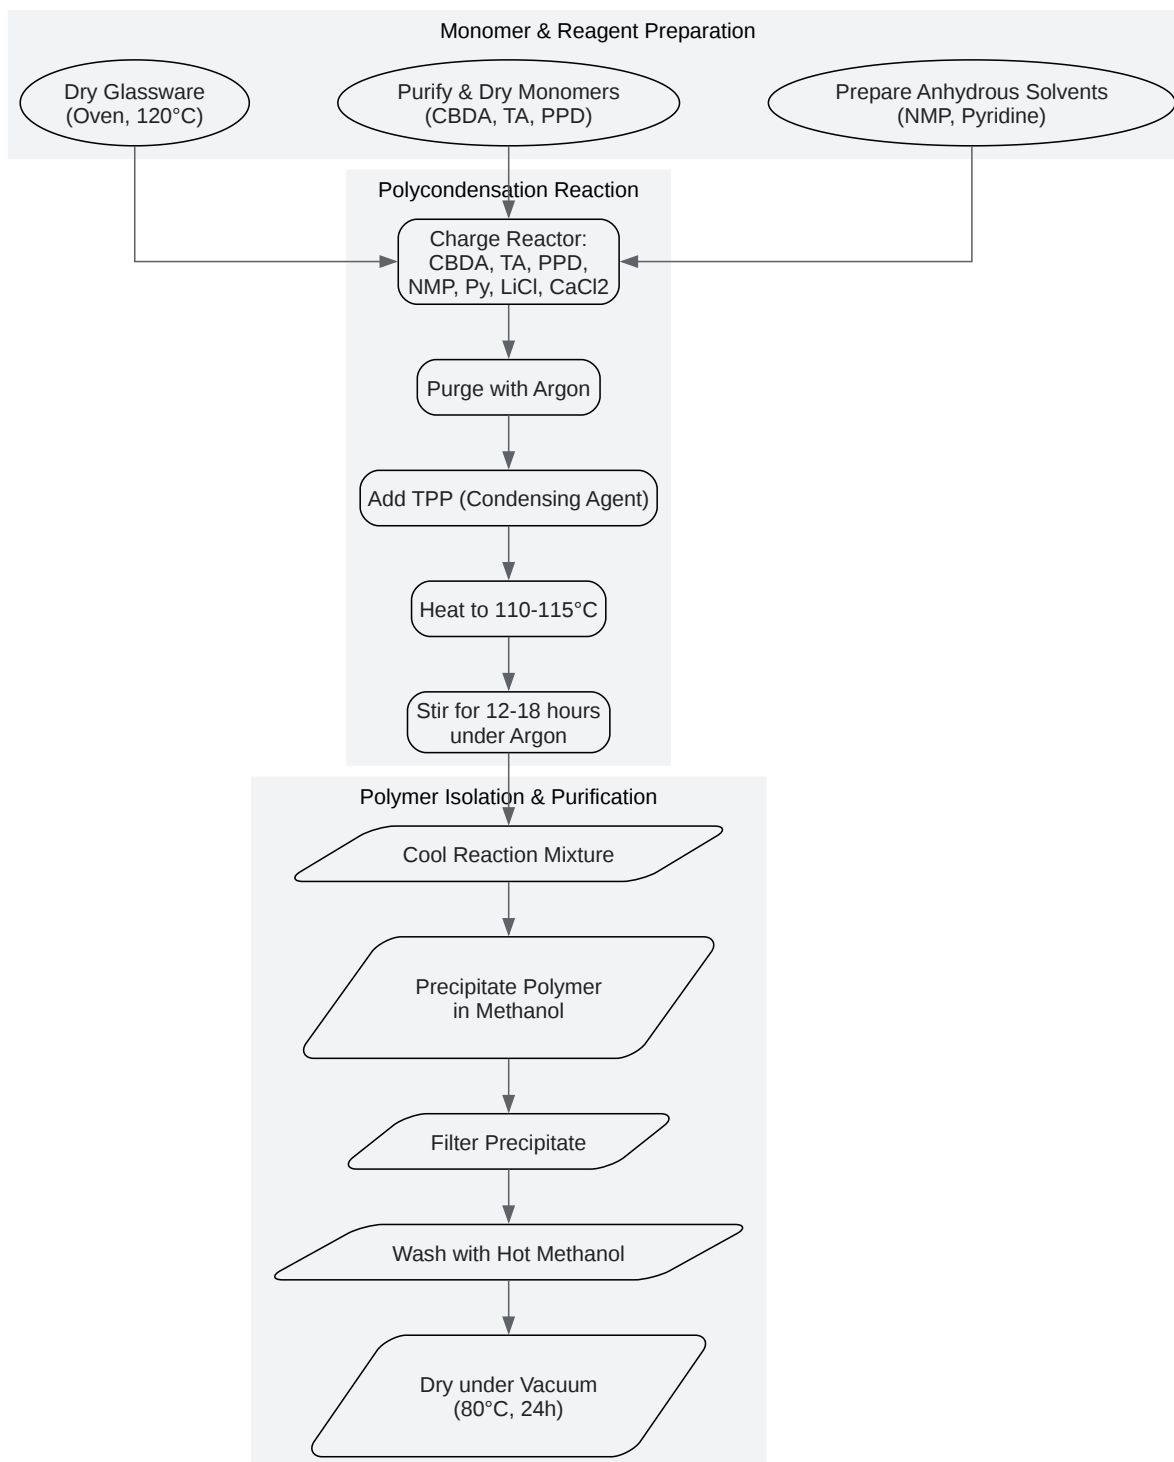 Monomer & Reagent Preparation
Dry Glassware
(Oven, 120°C)
Purify & Dry Monomers
(CBDA, TA, PPD)
Prepare Anhydrous Solvents
(NMP, Pyridine)
Polycondensation Reaction
Charge Reactor:
CBDA, TA, PPD,
NMP, Py, LiCl, CaCl2
Purge with Argon
Add TPP (Condensing Agent)
Heat to 110-115°C
Stir for 12-18 hours
under Argon
Polymer Isolation & Purification
Cool Reaction Mixture
Precipitate Polymer
in Methanol
Filter Precipitate
Wash with Hot Methanol
Dry under Vacuum
(80°C, 24h)